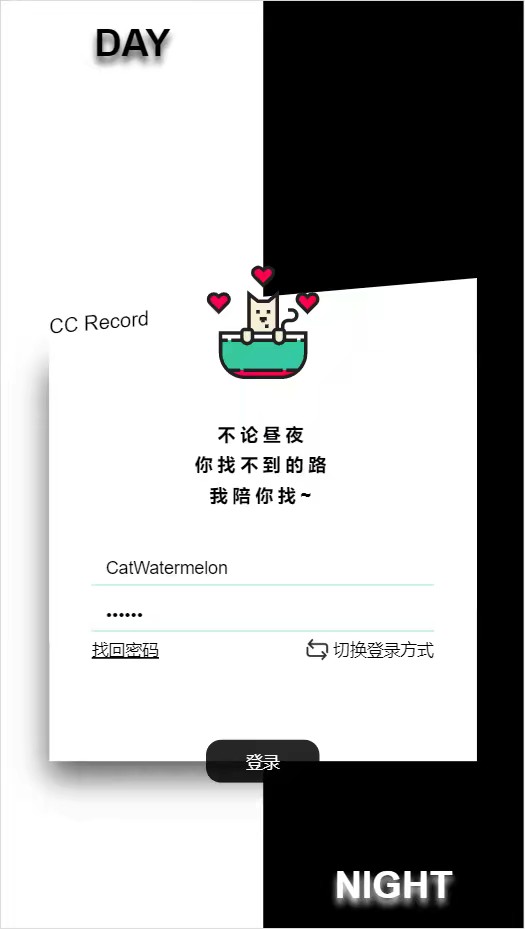 DAY
CC Record
不论昼夜
你找不到的路
我陪你找~
CatWatermelon
••••••
找回密码
切换登录方式
登录
NIGHT